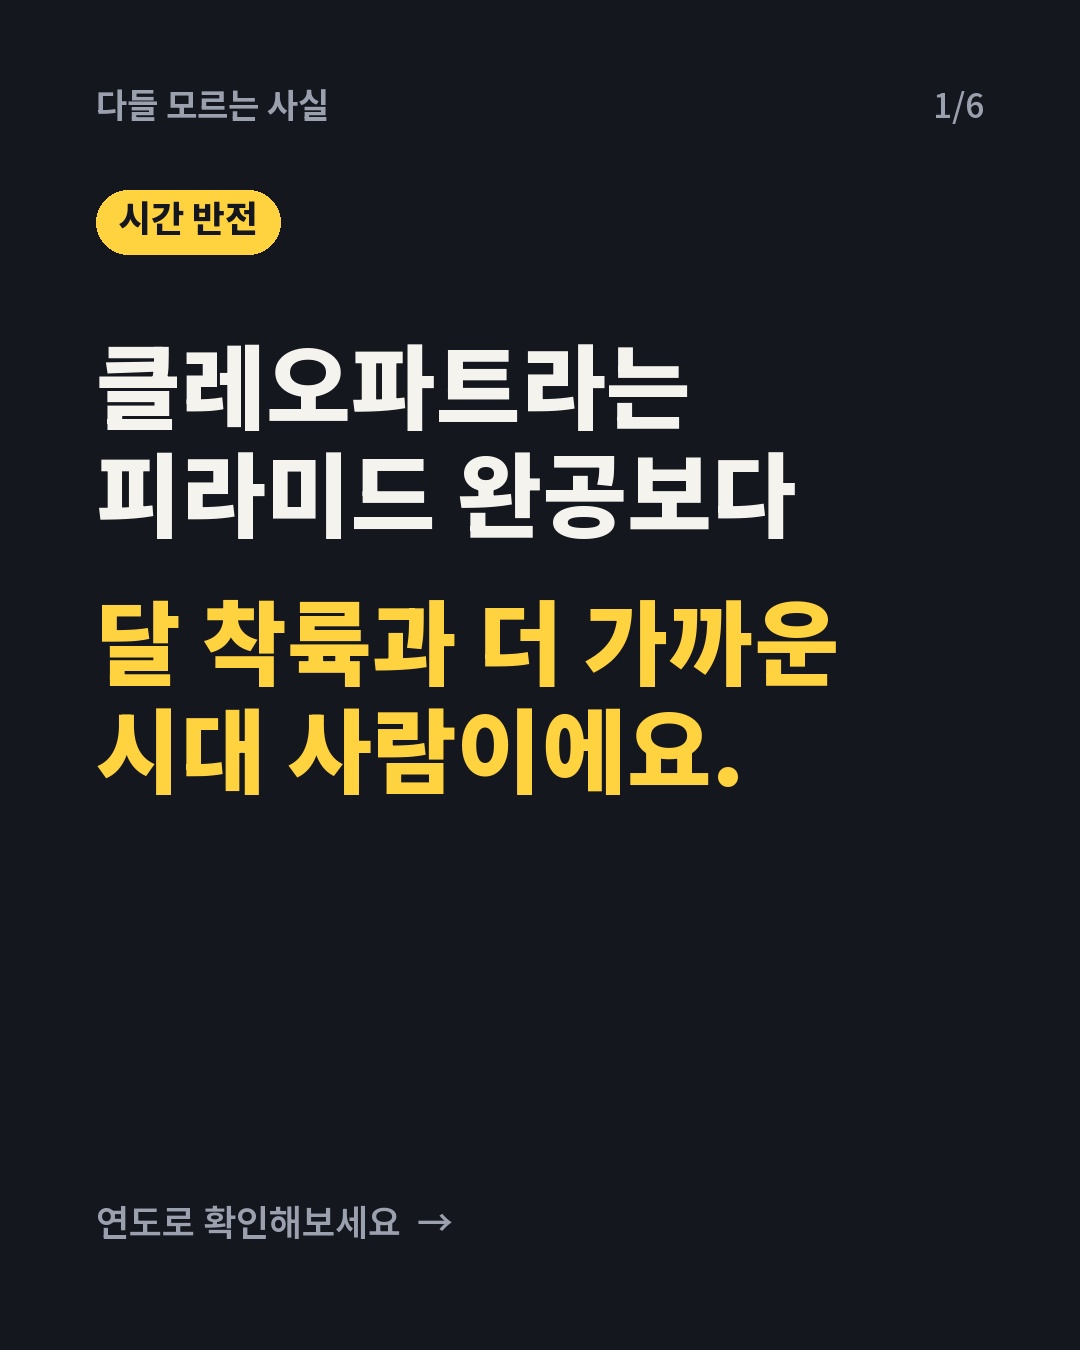 다들 모르는 사실
1/6
시간 반전
클레오파트라는
피라미드 완공보다
달 착륙과 더 가까운
시대 사람이에요.
연도로 확인해보세요 →